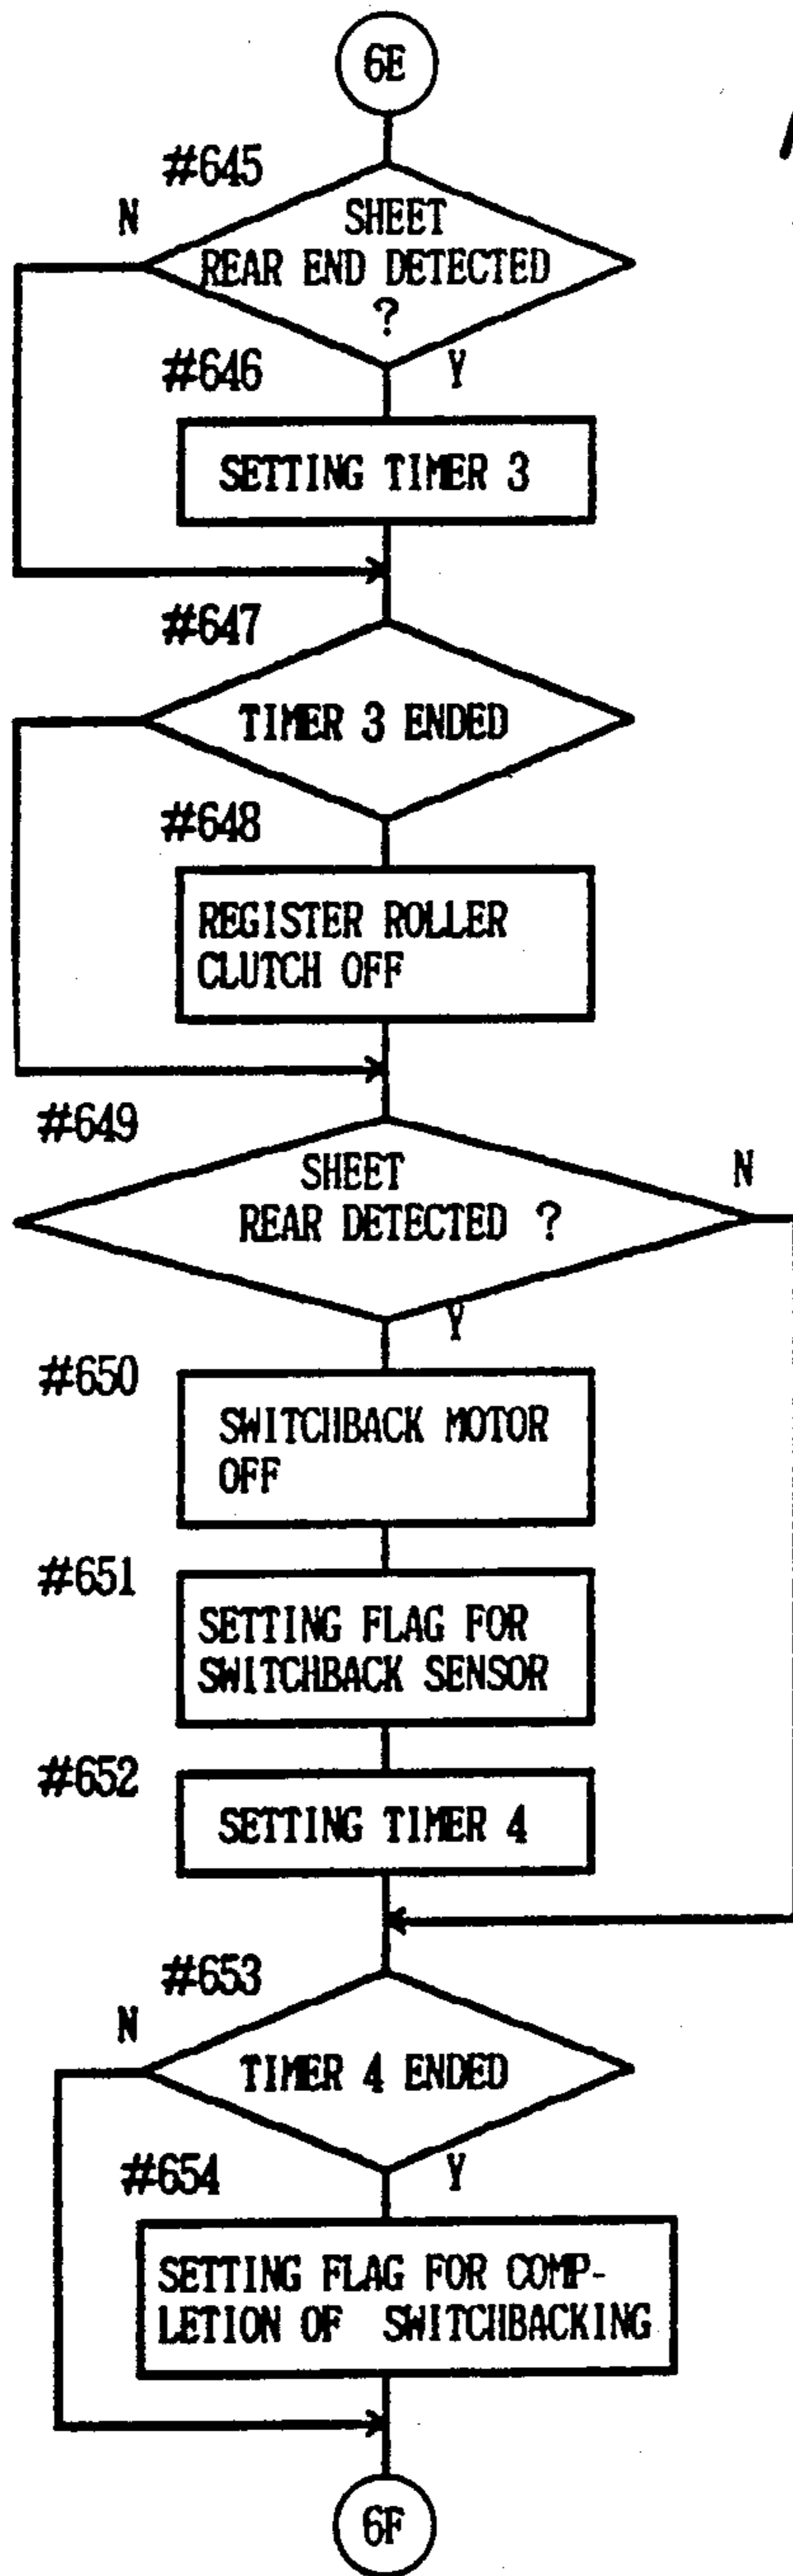 6E
#645
N
SHEET
REAR END DETECTED
?
#646
Y
SETTING TIMER 3
#647
TIMER 3 ENDED
#648
REGISTER ROLLER
CLUTCH OFF
#649
SHEET
N
REAR DETECTED ?
Y
#650
SWITCHBACK MOTOR
OFF
#651
SETTING FLAG FOR
SWITCHBACK SENSOR
#652
SETTING TIMER 4
#653
N
TIMER 4 ENDED
#654
Y
SETTING FLAG FOR COMP-
LETION OF SWITCHBACKING
6F